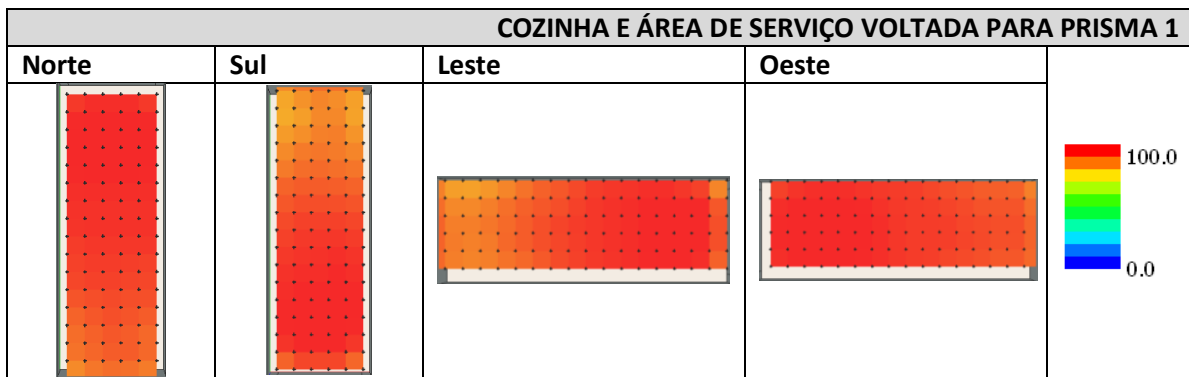 COZINHA E ÁREA DE SERVIÇO VOLTADA PARA PRISMA 1
Norte
Sul
Leste
Oeste
100.0
0.0